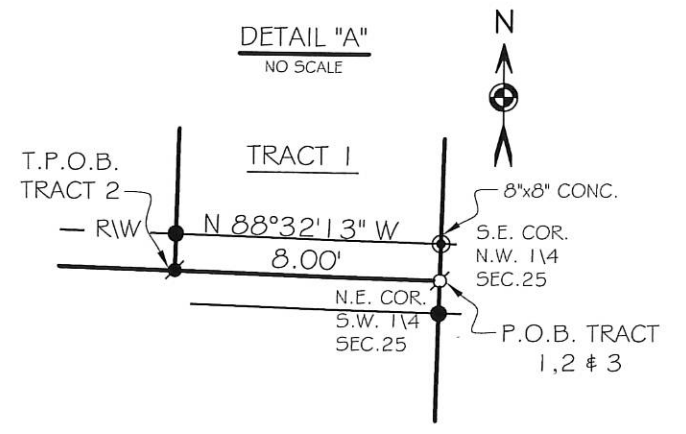 DETAIL "A"
NO SCALE
N
TRACT 1
T.P.O.B.
TRACT 2
8"x8" CONC.
R\W
N 88°32'13" W
8.00'
S.E. COR.
N.W. 1\4
SEC.25
N.E. COR.
S.W. 1\4
SEC.25
P.O.B. TRACT
1,2 & 3